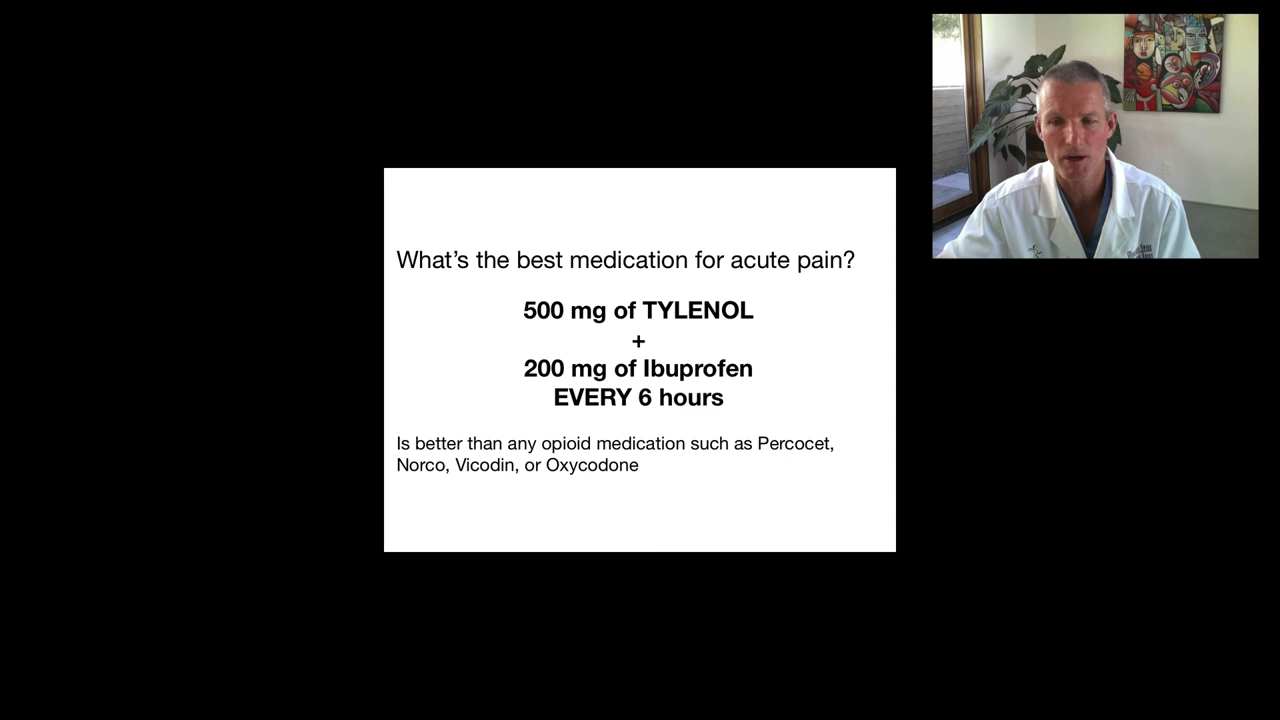 What's the best medication for acute pain?
500 mg of TYLENOL
+
200 mg of Ibuprofen
EVERY 6 hours
Is better than any opioid medication such as Percocet,
Norco, Vicodin, or Oxycodone